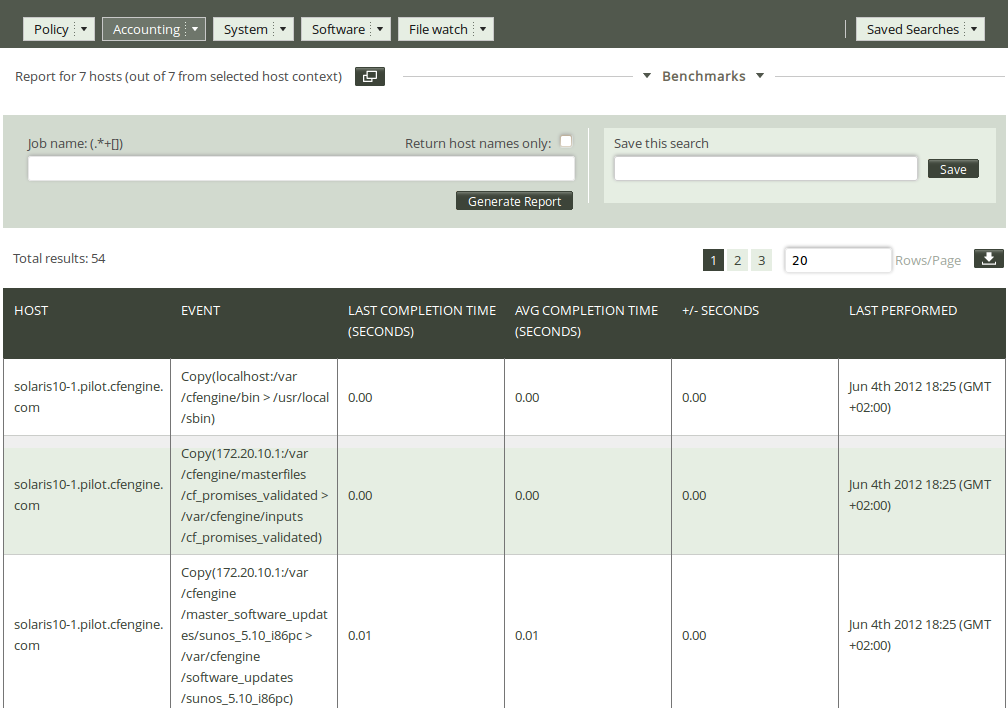 Policy Accounting System Software File watch Saved Searches
Report for 7 hosts (out of 7 from selected host context) Benchmarks
Job name: (.*+[]) Return host names only: Save this search
Save
Generate Report
Total results: 54 1 2 3 20 Rows/Page
HOST EVENT LAST COMPLETION TIME AVG COMPLETION TIME +/- SECONDS LAST PERFORMED
(SECONDS) (SECONDS)
Copy(localhost:/var
solaris10-1.pilot.cfengine. Jun 4th 2012 18:25 (GMT
/cfengine/bin > /usr/local 0.00 0.00 0.00
com +02:00)
/sbin)
Copy(172.20.10.1:/var
/cfengine/masterfiles
solaris10-1.pilot.cfengine. Jun 4th 2012 18:25 (GMT
/cf_promises_validated > 0.00 0.00 0.00
com +02:00)
/var/cfengine/inputs
/cf_promises_validated)
Copy(172.20.10.1:/var
/cfengine
/master_software_updat
solaris10-1.pilot.cfengine. Jun 4th 2012 18:25 (GMT
es/sunos_5.10_i86pc > 0.01 0.01 0.00
com +02:00)
/var/cfengine
/software_updates
/sunos_5.10_i86pc)